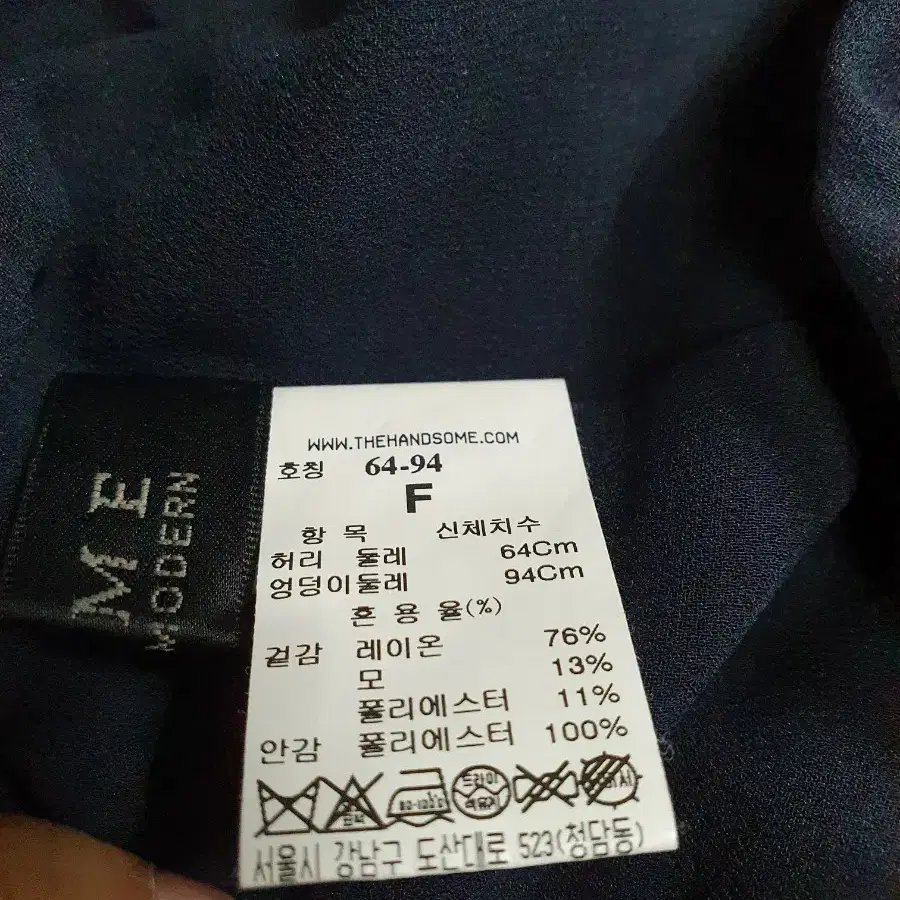 M E
MODERN
WWW.THEHANDSOME.COM
호칭 64-94
F
항 목 신체치수
허리 둘레 64Cm
엉덩이둘레 94Cm
혼 용 율(%)
겉감 레이온 76%
모 13%
폴리에스터 11%
안감 폴리에스터 100%
드라이
서울시 강남구 도산대로 523(청담동)